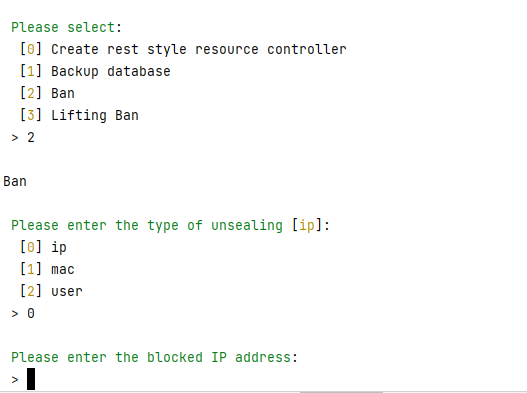 Please select:
[0] Create rest style resource controller
[1] Backup database
[2] Ban
[3] Lifting Ban
> 2
Ban
Please enter the type of unsealing [ip]:
[0] ip
[1] mac
[2] user
> 0
Please enter the blocked IP address:
>